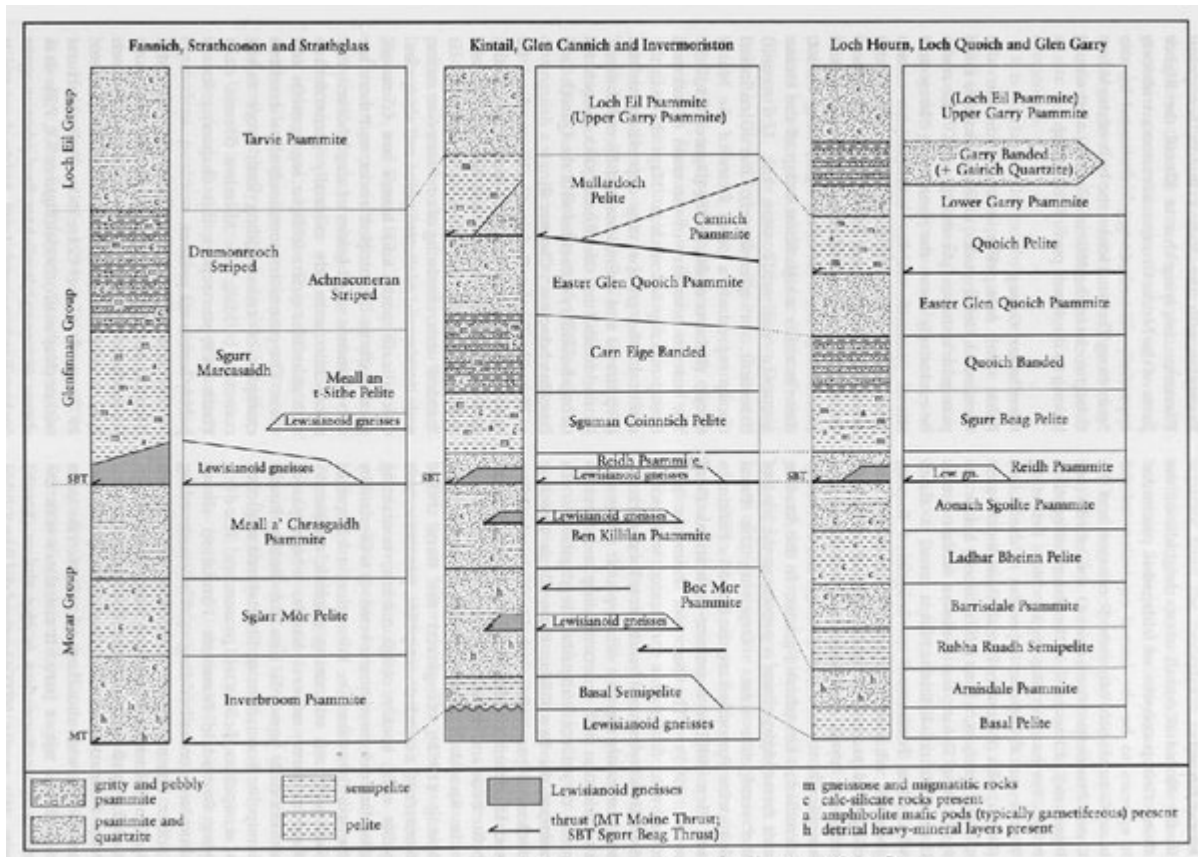 Fannich, Strathconon and Strathglass
Kintail, Glen Cannich and Invermoriston
Loch Hourn, Loch Quoich and Glen Garry
Loch Eil Group
Glenfinnan Group
Morar Group
SBT
MT
Tarvie Psammite
Drumonreoch
Striped
Achnaconeran
Striped
Sgurr
Marcasaidh
Meall an
t-Sithe Pelite
Lewisianoid gneisses
Lewisianoid gneisses
Meall a' Chrasgaidh
Psammite
Sgùrr Mòr Pelite
Inverbroom Psammite
SBT
Loch Eil Psammite
(Upper Garry Psammite)
Mullardoch
Pelite
Cannich
Psammite
Easter Glen Quoich Psammite
Carn Eige Banded
Sguman Coinntich Pelite
Reidh Psammite
Lewisianoid gneisses
Lewisianoid gneisses
Ben Killilan Psammite
Boc Mor
Psammite
Lewisianoid gneisses
Basal Semipelite
Lewisianoid gneisses
SBT
(Loch Eil Psammite)
Upper Garry Psammite
Garry Banded
(+ Gairich Quartzite)
Lower Garry Psammite
Quoich Pelite
Easter Glen Quoich Psammite
Quoich Banded
Sgurr Beag Pelite
Reidh Psammite
Lew. gn.
Aonach Sgoilte Psammite
Ladhar Bheinn Pelite
Barrisdale Psammite
Rubha Ruadh Semipelite
Arnisdale Psammite
Basal Pelite
gritty and pebbly
psammite
psammite and
quartzite
semipelite
pelite
Lewisianoid gneisses
thrust (MT Moine Thrust;
SBT Sgurr Beag Thrust)
m gneissose and migmatitic rocks
c calc-silicate rocks present
a amphibolite mafic pods (typically garnetiferous) present
h detrital heavy-mineral layers present